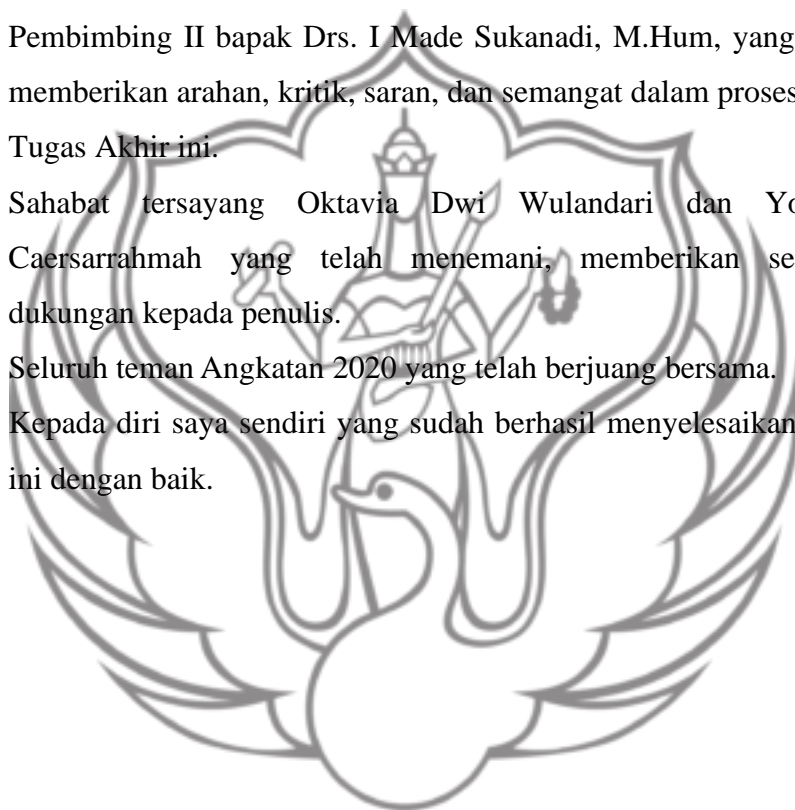 Pembimbing II bapak Drs. I Made Sukanadi, M.Hum, yang
memberikan arahan, kritik, saran, dan semangat dalam proses
Tugas Akhir ini.
Sahabat tersayang Oktavia Dwi Wulandari dan
Caersarrahmah yang telah menemani, memberikan
dukungan kepada penulis.
Seluruh teman Angkatan 2020 yang telah berjuang bersama.
Kepada diri saya sendiri yang sudah berhasil menyelesaikan
ini dengan baik.